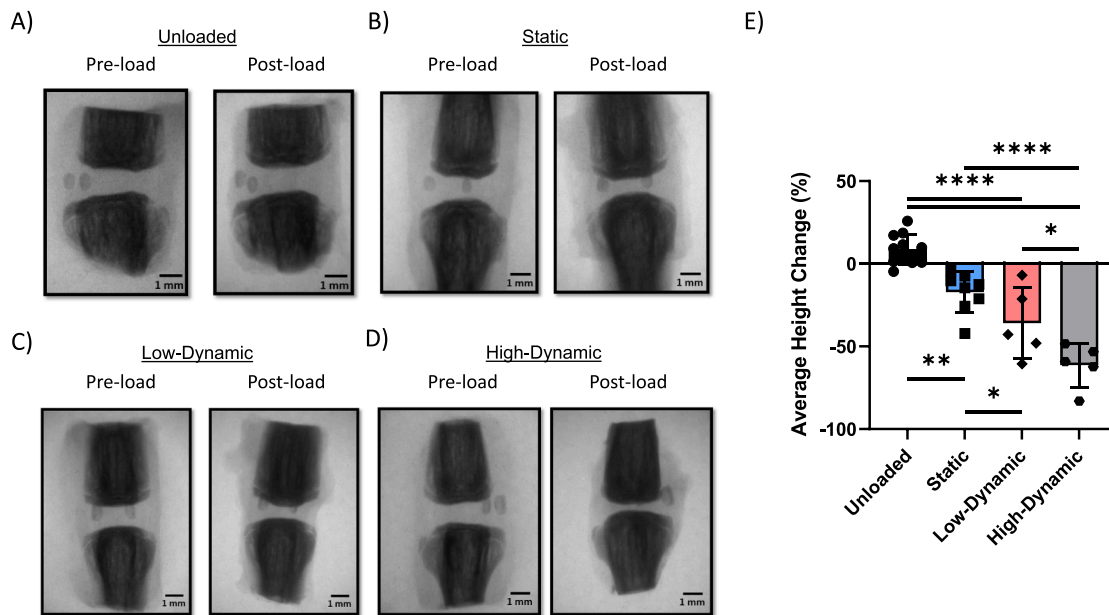 A)
Unloaded
Pre-load
Post-load
1 mm
1 mm
B)
Static
Pre-load
Post-load
1 mm
1 mm
C)
Low-Dynamic
Pre-load
Post-load
1 mm
1 mm
D)
High-Dynamic
Pre-load
Post-load
1 mm
1 mm
E)
Average Height Change (%)
50
0
-50
-100
****
****
*
**
*
Unloaded
Static
Low-Dynamic
High-Dynamic